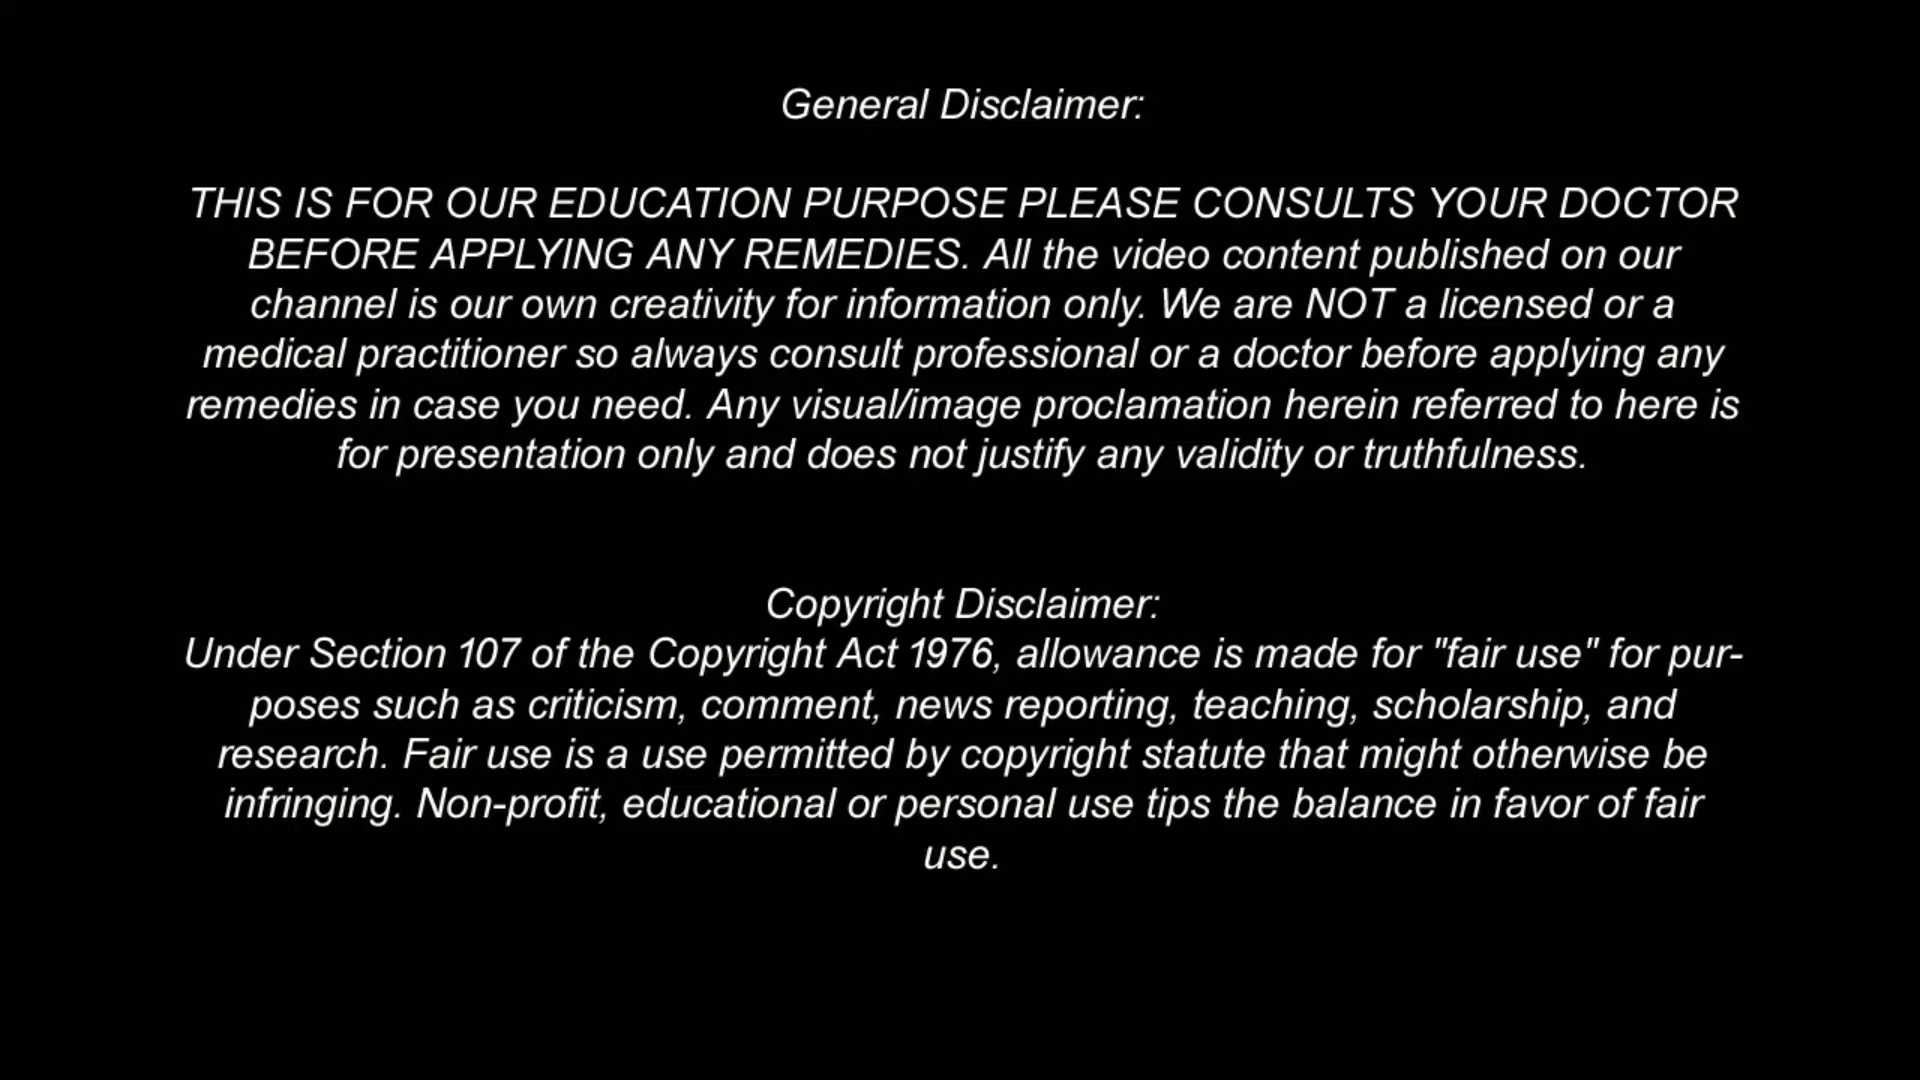 General Disclaimer:
THIS IS FOR OUR EDUCATION PURPOSE PLEASE CONSULTS YOUR DOCTOR
BEFORE APPLYING ANY REMEDIES. All the video content published on our
channel is our own creativity for information only. We are NOT a licensed or a
medical practitioner so always consult professional or a doctor before applying any
remedies in case you need. Any visual/image proclamation herein referred to here is
for presentation only and does not justify any validity or truthfulness.
Copyright Disclaimer:
Under Section 107 of the Copyright Act 1976, allowance is made for "fair use" for pur-
poses such as criticism, comment, news reporting, teaching, scholarship, and
research. Fair use is a use permitted by copyright statute that might otherwise be
infringing. Non-profit, educational or personal use tips the balance in favor of fair
use.